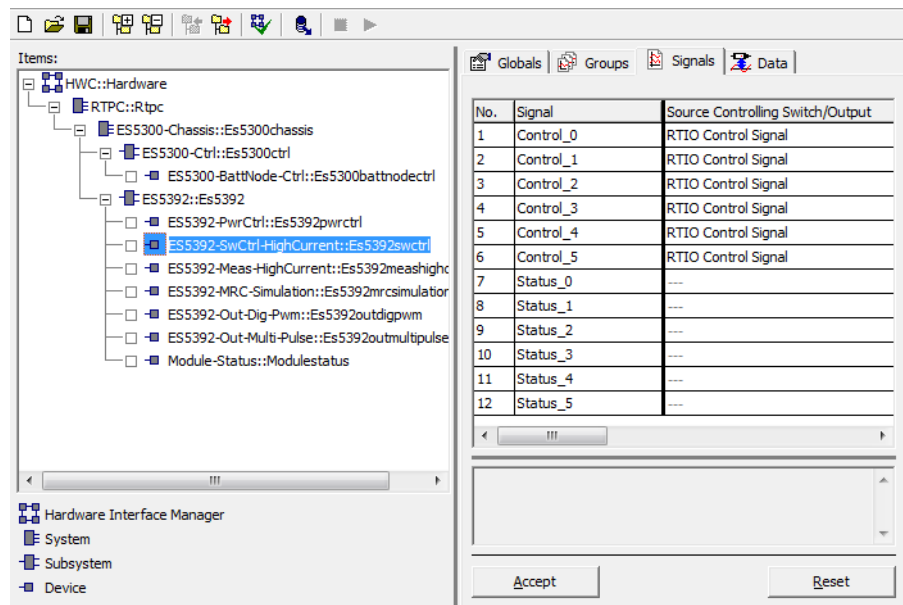 Items:
HWC::Hardware
RTPC::Rtpc
ES5300-Chassis::Es5300chassis
ES5300-Ctrl::Es5300ctrl
ES5300-BattNode-Ctrl::Es5300battnodectrl
ES5392::Es5392
ES5392-PwrCtrl::Es5392pwrctrl
ES5392-SwCtrl-HighCurrent::Es5392swctrl
ES5392-Meas-HighCurrent::Es5392meashighc
ES5392-MRC-Simulation::Es5392mrcsimulation
ES5392-Out-Dig-Pwm::Es5392outdigpwm
ES5392-Out-Multi-Pulse::Es5392outmultipulse
Module-Status::Modulestatus
Hardware Interface Manager
System
Subsystem
Device
Globals Groups Signals Data
No. Signal Source Controlling Switch/Output
1 Control_0 RTIO Control Signal
2 Control_1 RTIO Control Signal
3 Control_2 RTIO Control Signal
4 Control_3 RTIO Control Signal
5 Control_4 RTIO Control Signal
6 Control_5 RTIO Control Signal
7 Status_0 ---
8 Status_1 ---
9 Status_2 ---
10 Status_3 ---
11 Status_4 ---
12 Status_5 ---
Accept Reset